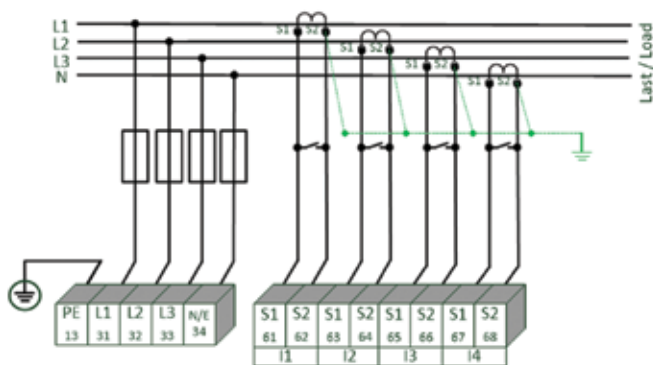 L1
L2
L3
N
S1 S2
S1 S2
S1 S2
S1 S2
Last / Load
PE L1 L2 L3 N/E
13 31 32 33 34
S1 S2 S1 S2 S1 S2 S1 S2
61 62 63 64 65 66 67 68
I1 I2 I3 I4